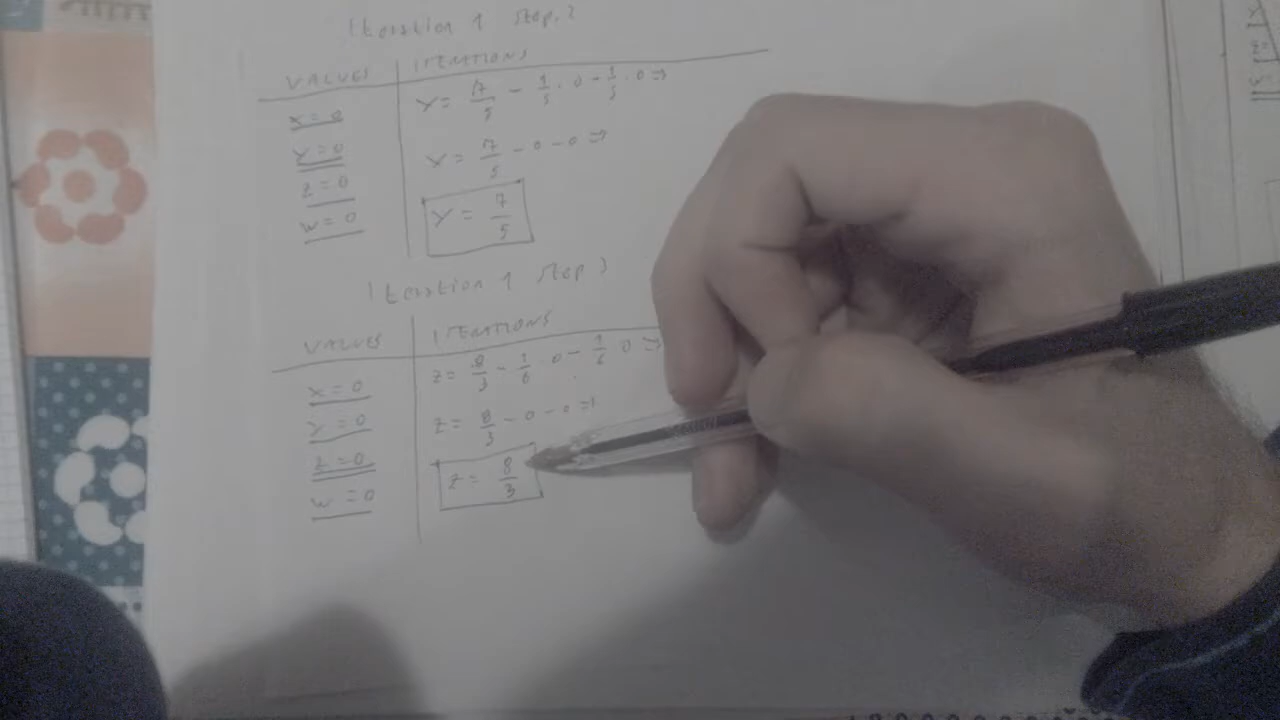 Iteration 1 Step 2
VALUES ITERATIONS
x = 0 y = 7/5 - 1/5 · 0 - 1/5 · 0 ⇒
y = 0 y = 7/5 - 0 - 0 ⇒
z = 0
w = 0 y = 7/5
Iteration 1 Step 3
VALUES ITERATIONS
x = 0 z = 8/3 - 1/6 · 0 - 1/6 · 0 ⇒
y = 0 z = 8/3 - 0 - 0 ⇒
z = 0 z = 8/3
w = 0